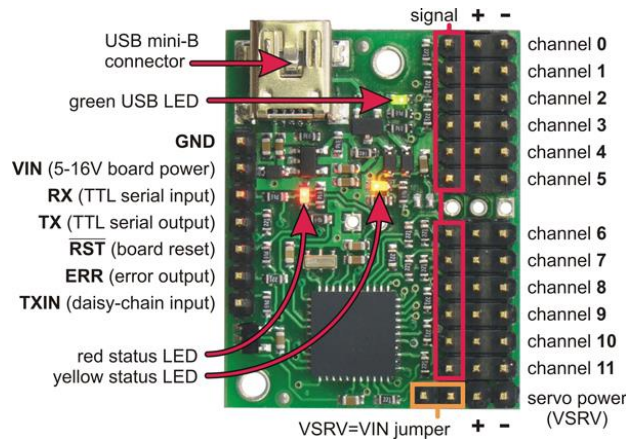 signal + −
USB mini-B
connector
green USB LED
GND
VIN (5-16V board power)
RX (TTL serial input)
TX (TTL serial output)
RST (board reset)
ERR (error output)
TXIN (daisy-chain input)
red status LED
yellow status LED
channel 0
channel 1
channel 2
channel 3
channel 4
channel 5
channel 6
channel 7
channel 8
channel 9
channel 10
channel 11
servo power
(VSRV)
VSRV=VIN jumper + −